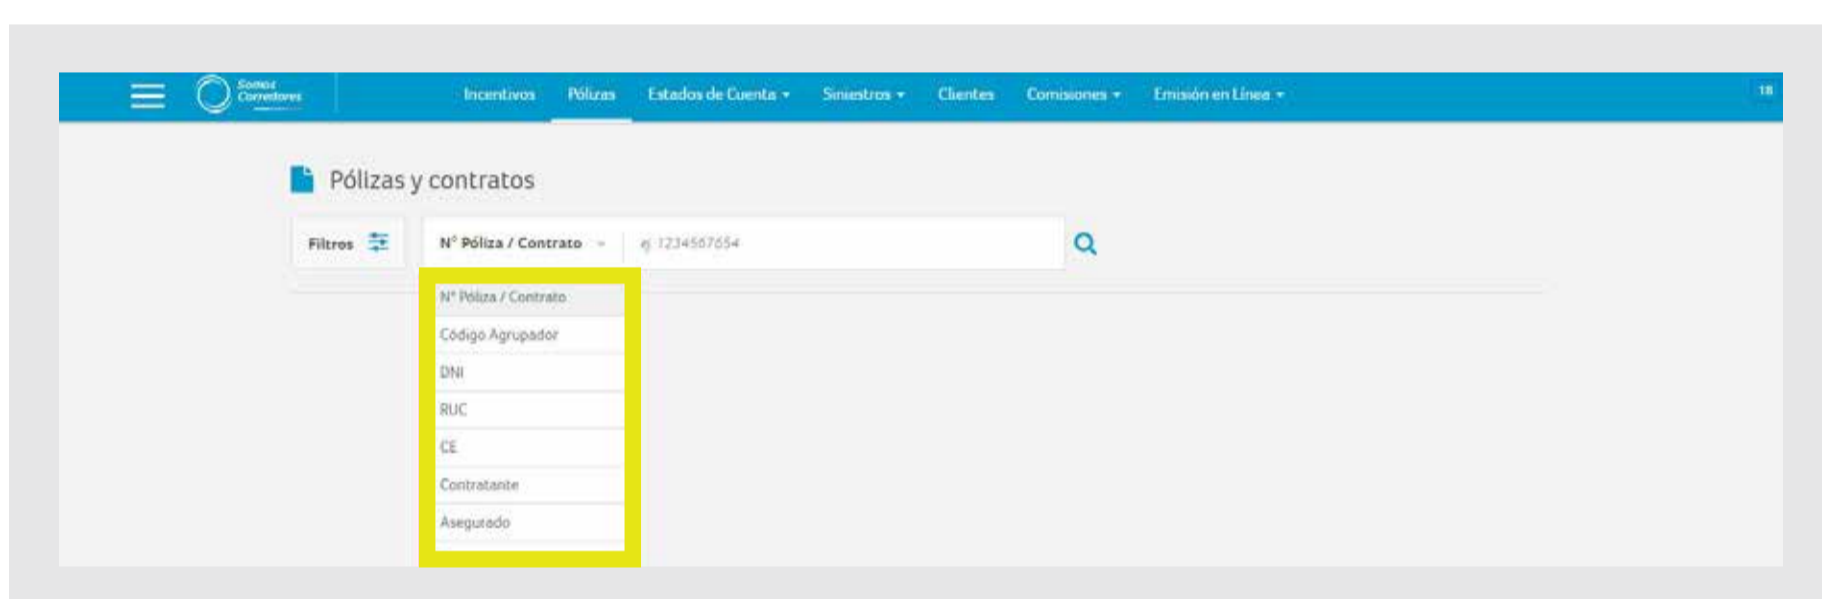 Somos
Corredores
Incentivos Pólizas Estados de Cuenta Siniestros Clientes Comisiones Emisión en Línea 18
Pólizas y contratos
Filtros N° Póliza / Contrato ej. 1234567654
N° Póliza / Contrato
Código Agrupador
DNI
RUC
CE
Contratante
Asegurado